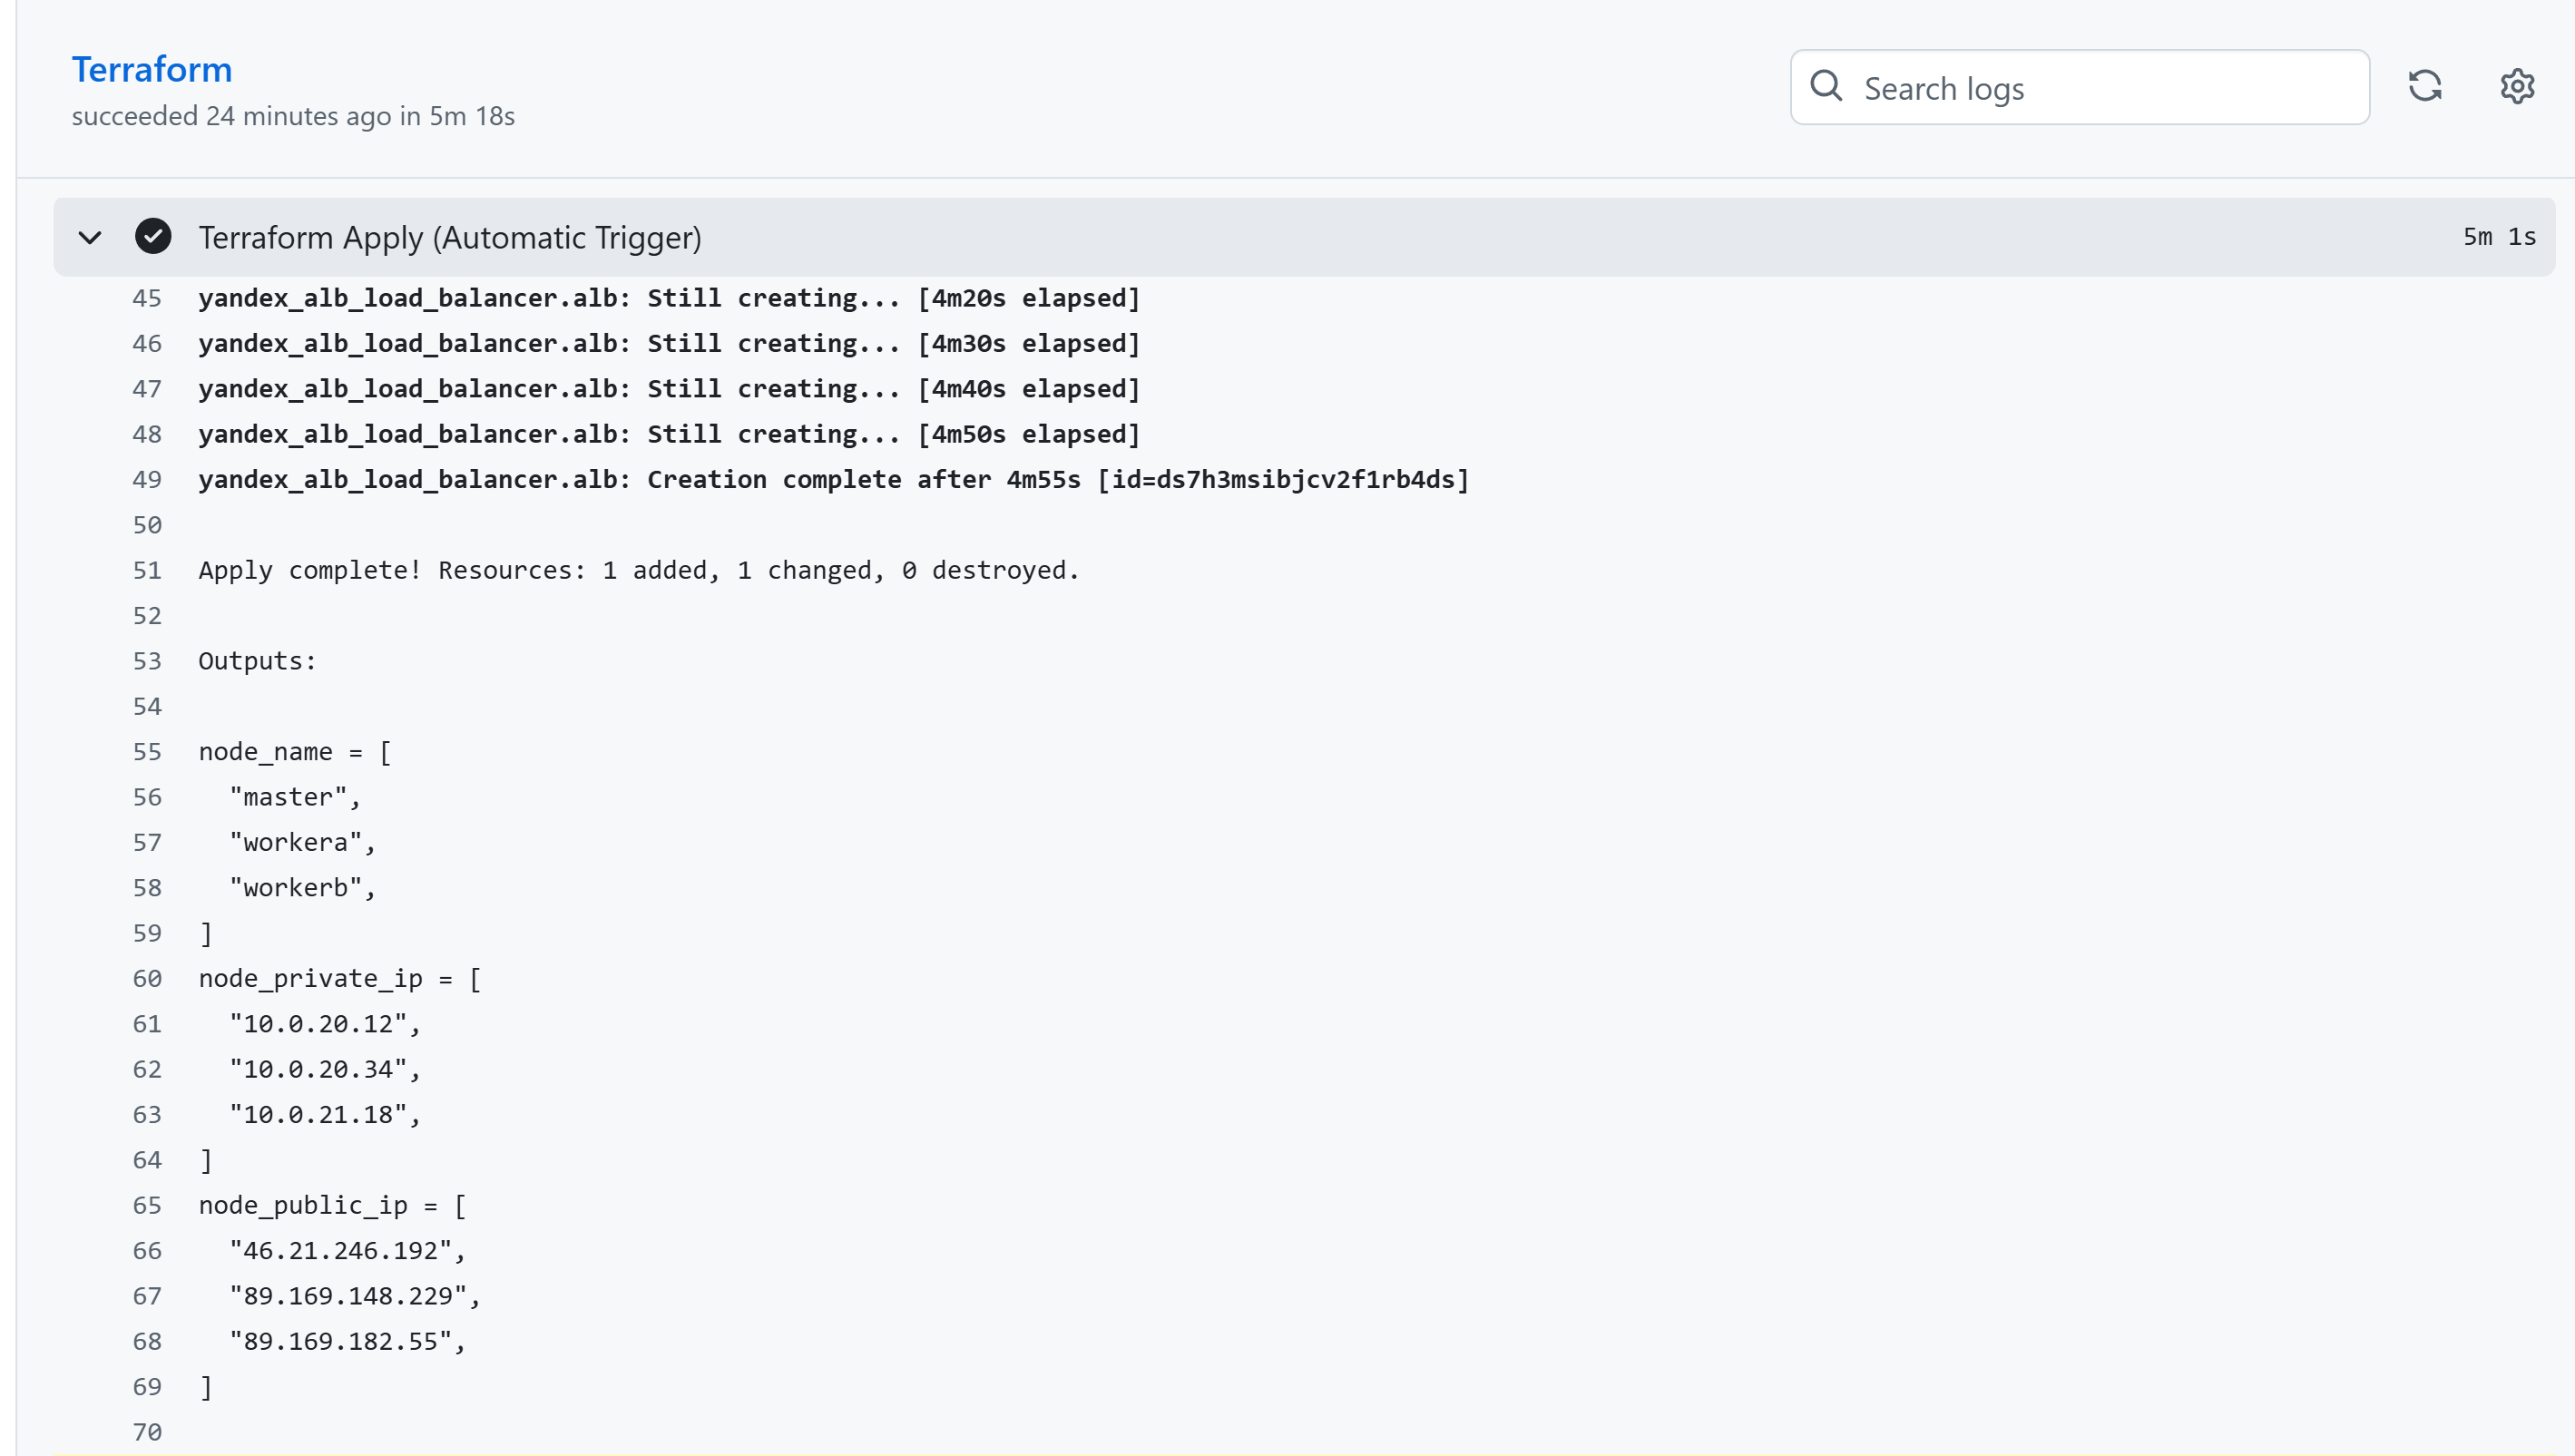 Terraform
succeeded 24 minutes ago in 5m 18s
Search logs
Terraform Apply (Automatic Trigger) 5m 1s
45 yandex_alb_load_balancer.alb: Still creating... [4m20s elapsed]
46 yandex_alb_load_balancer.alb: Still creating... [4m30s elapsed]
47 yandex_alb_load_balancer.alb: Still creating... [4m40s elapsed]
48 yandex_alb_load_balancer.alb: Still creating... [4m50s elapsed]
49 yandex_alb_load_balancer.alb: Creation complete after 4m55s [id=ds7h3msibjcv2f1rb4ds]
50
51 Apply complete! Resources: 1 added, 1 changed, 0 destroyed.
52
53 Outputs:
54
55 node_name = [
56   "master",
57   "workera",
58   "workerb",
59 ]
60 node_private_ip = [
61   "10.0.20.12",
62   "10.0.20.34",
63   "10.0.21.18",
64 ]
65 node_public_ip = [
66   "46.21.246.192",
67   "89.169.148.229",
68   "89.169.182.55",
69 ]
70